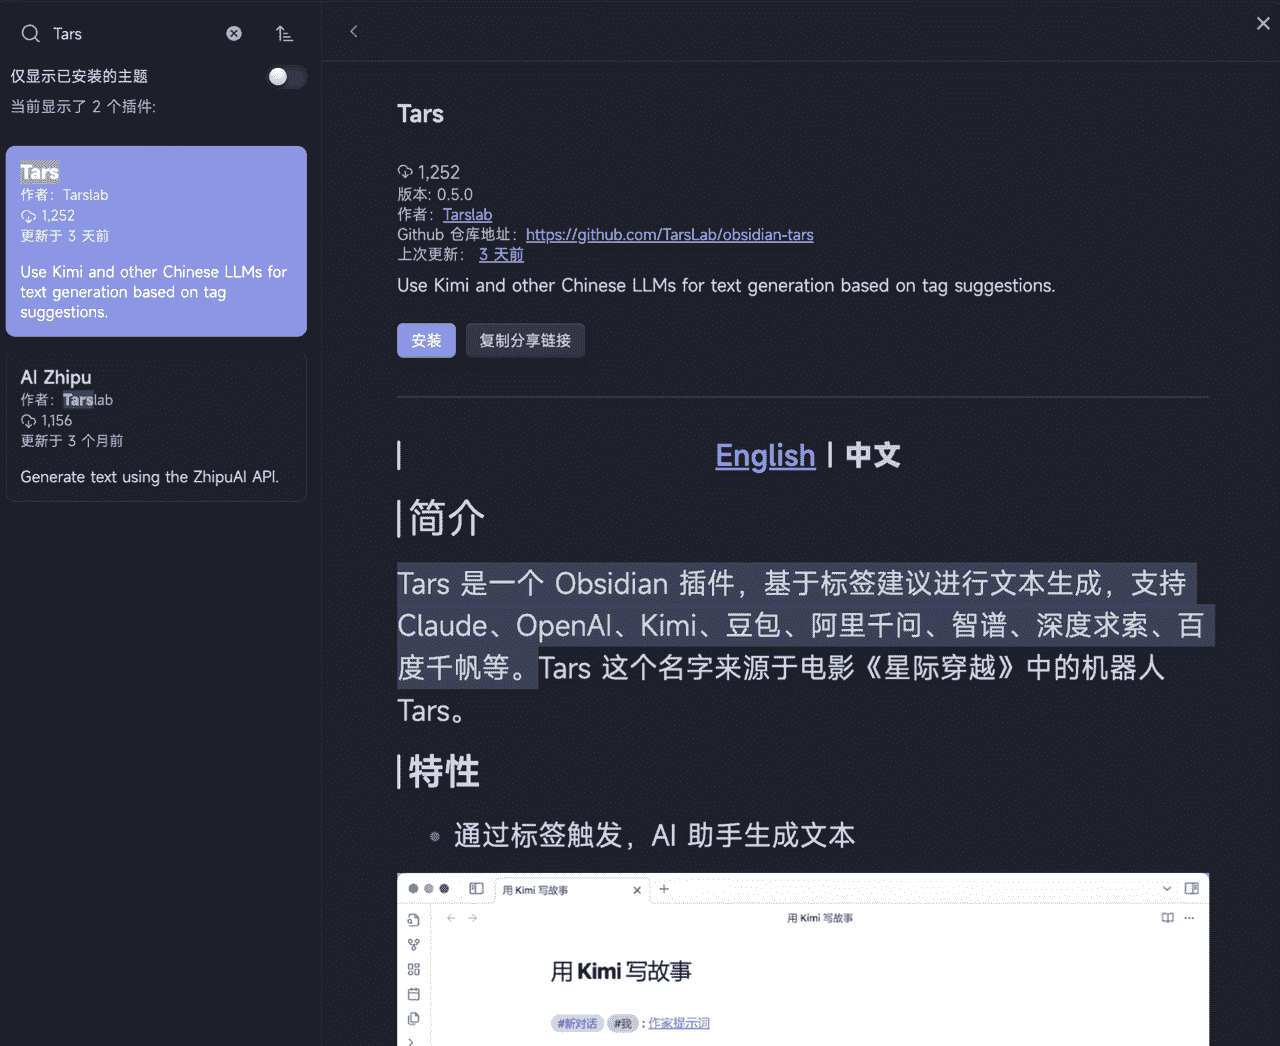 Tars
仅显示已安装的主题
当前显示了 2 个插件:
Tars
作者：Tarslab
1,252
更新于 3 天前
Use Kimi and other Chinese LLMs for
text generation based on tag
suggestions.
AI Zhipu
作者：Tarslab
1,156
更新于 3 个月前
Generate text using the ZhipuAI API.
Tars
1,252
版本: 0.5.0
作者：Tarslab
Github 仓库地址：https://github.com/TarsLab/obsidian-tars
上次更新： 3 天前
Use Kimi and other Chinese LLMs for text generation based on tag suggestions.
安装 复制分享链接
English | 中文
简介
Tars 是一个 Obsidian 插件，基于标签建议进行文本生成，支持
Claude、OpenAI、Kimi、豆包、阿里千问、智谱、深度求索、百
度千帆等。Tars 这个名字来源于电影《星际穿越》中的机器人
Tars。
特性
通过标签触发，AI 助手生成文本
用 Kimi 写故事
用 Kimi 写故事
用 Kimi 写故事
#新对话 #我 : 作家提示词